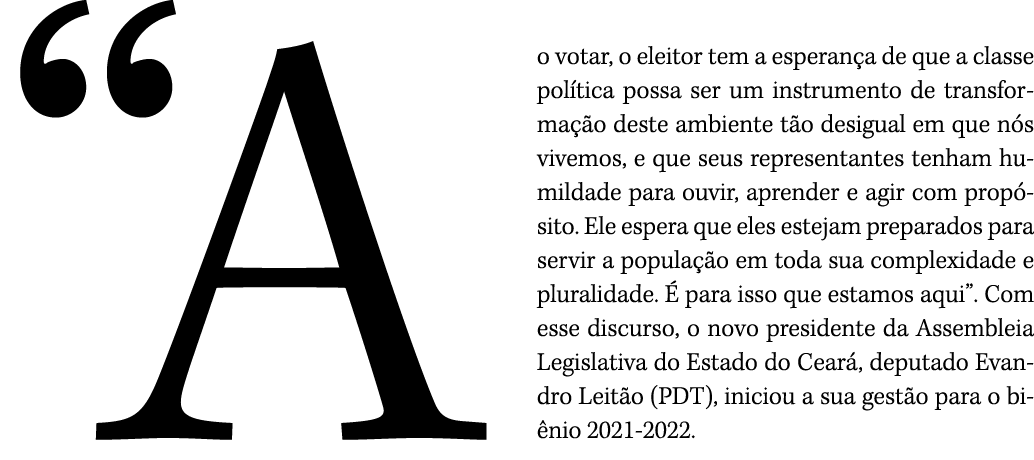 “A
o votar, o eleitor tem a esperança de que a classe
política possa ser um instrumento de transfor-
mação deste ambiente tão desigual em que nós
vivemos, e que seus representantes tenham hu-
mildade para ouvir, aprender e agir com propó-
sito. Ele espera que eles estejam preparados para
servir a população em toda sua complexidade e
pluralidade. É para isso que estamos aqui”. Com
esse discurso, o novo presidente da Assembleia
Legislativa do Estado do Ceará, deputado Evan-
dro Leitão (PDT), iniciou a sua gestão para o bi-
ênio 2021-2022.